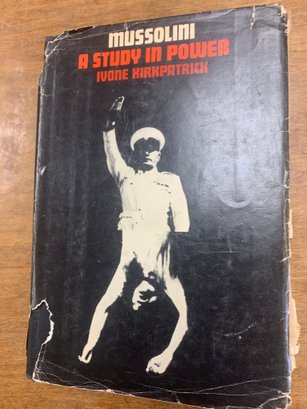 MUSSOLINI
A STUDY IN POWER
IVONE KIRKPATRICK